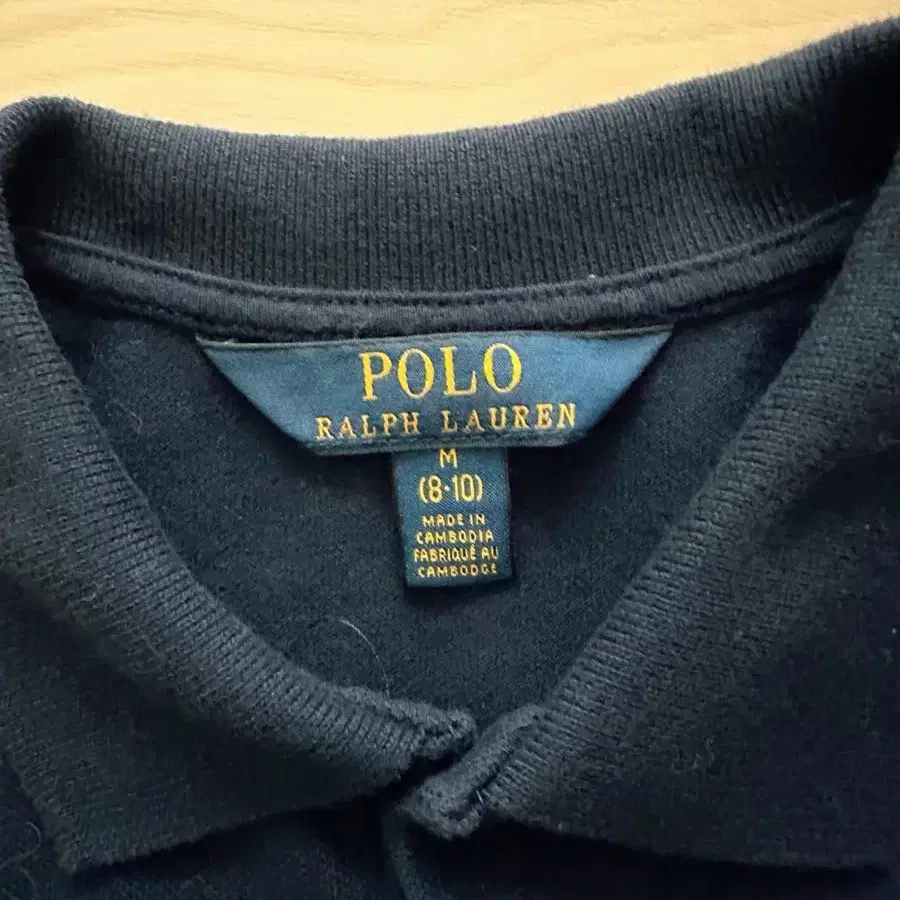 POLO
RALPH LAUREN
M
(8·10)
MADE IN
CAMBODIA
FABRIQUÉ AU
CAMBODGE